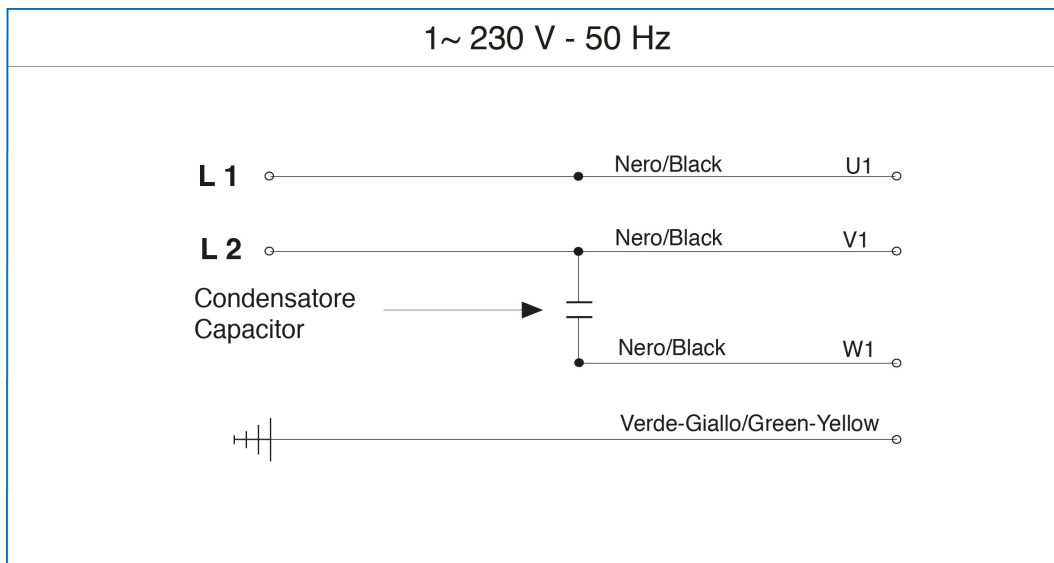 1~ 230 V - 50 Hz
L 1
Nero/Black
U1
L 2
Nero/Black
V1
Condensatore
Capacitor
Nero/Black
W1
Verde-Giallo/Green-Yellow